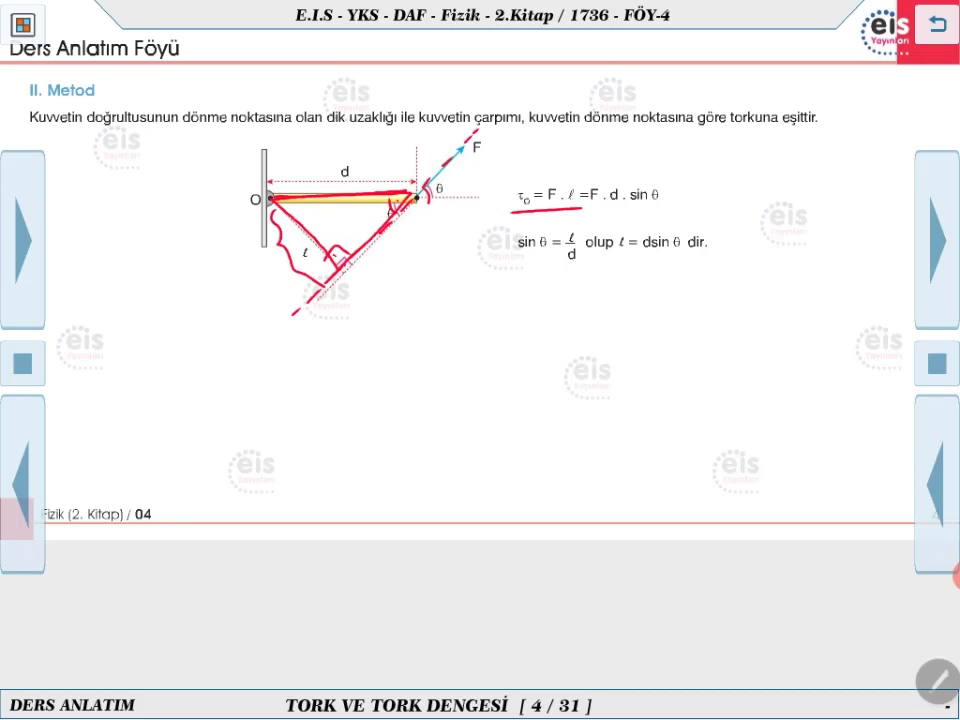 E.I.S - YKS - DAF - Fizik - 2.Kitap / 1736 - FÖY-4
eis
Yayınları
Ders Anlatım Föyü
II. Metod
Kuvvetin doğrultusunun dönme noktasına olan dik uzaklığı ile kuvvetin çarpımı, kuvvetin dönme noktasına göre torkuna eşittir.
F
d
θ
O
τo = F . ℓ =F . d . sin θ
θ
sin θ = ℓ/d olup ℓ = dsin θ dir.
ℓ
Fizik (2. Kitap) / 04
DERS ANLATIM
TORK VE TORK DENGESİ [ 4 / 31 ]
-